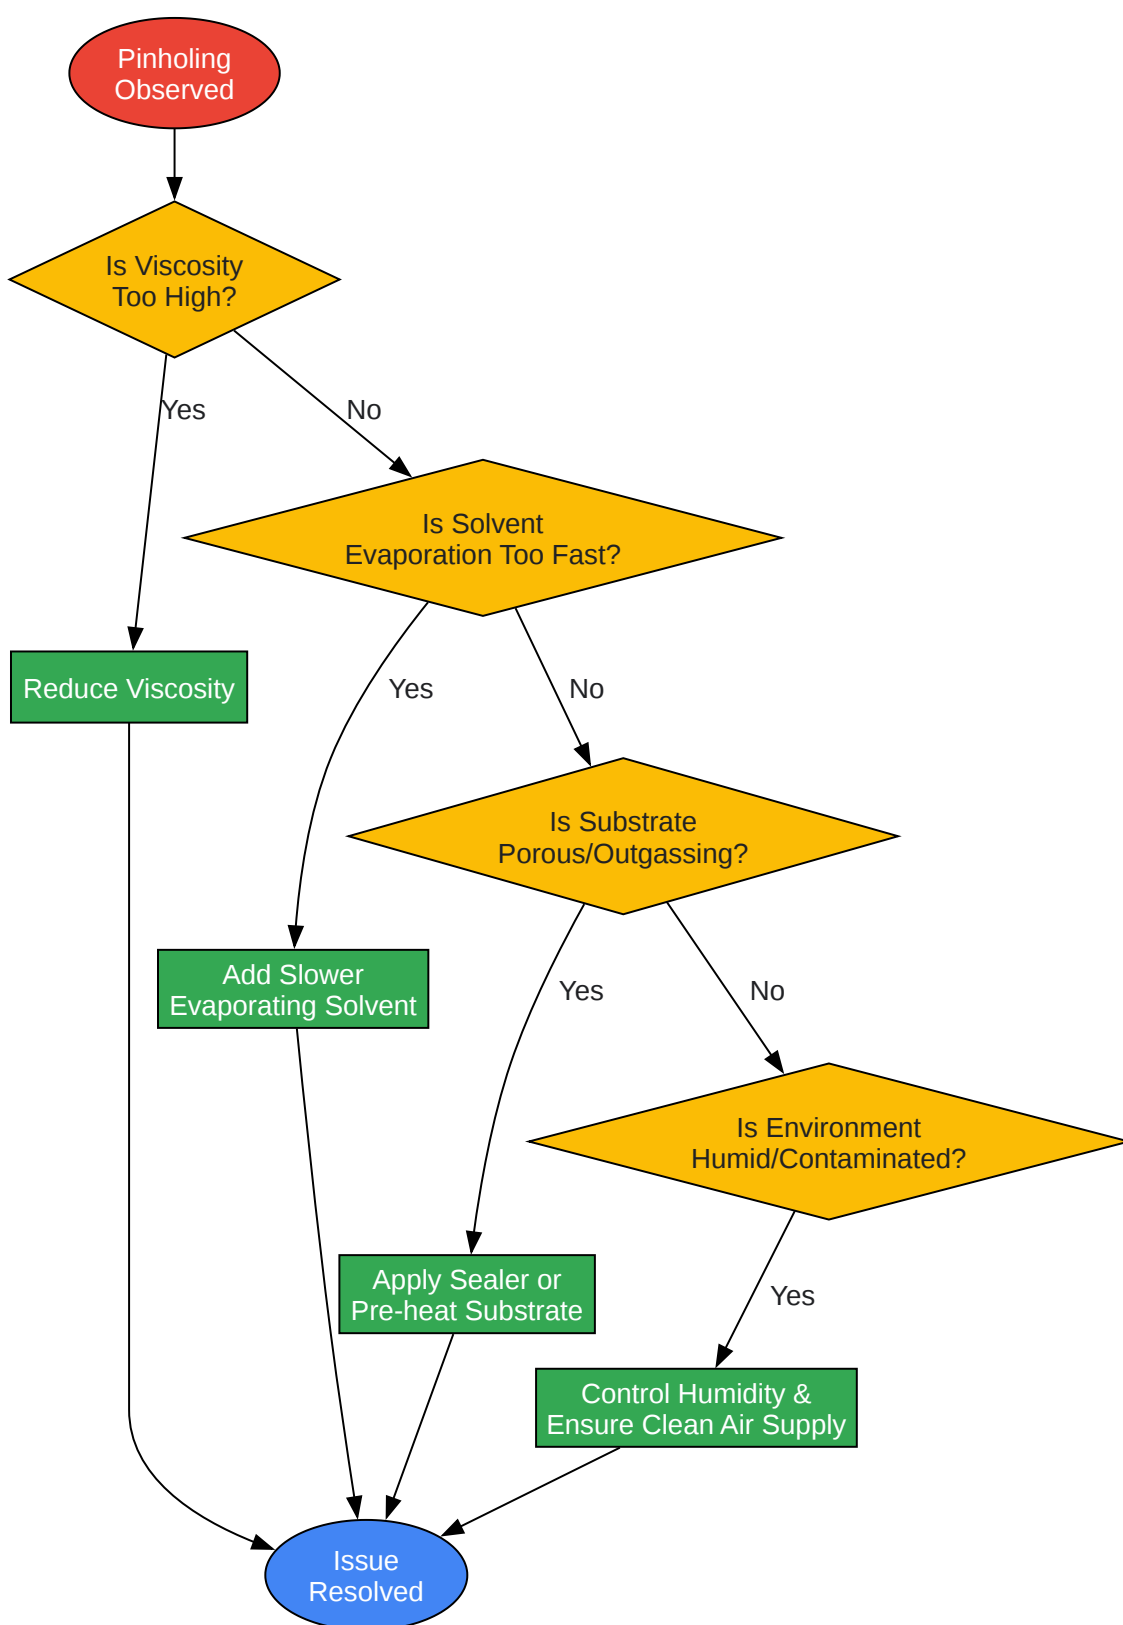 Pinholing
Observed
Is Viscosity
Too High?
Yes
No
Is Solvent
Evaporation Too Fast?
Reduce Viscosity
Yes
No
Is Substrate
Porous/Outgassing?
Add Slower
Evaporating Solvent
Yes
No
Is Environment
Humid/Contaminated?
Apply Sealer or
Pre-heat Substrate
Yes
Control Humidity &
Ensure Clean Air Supply
Issue
Resolved